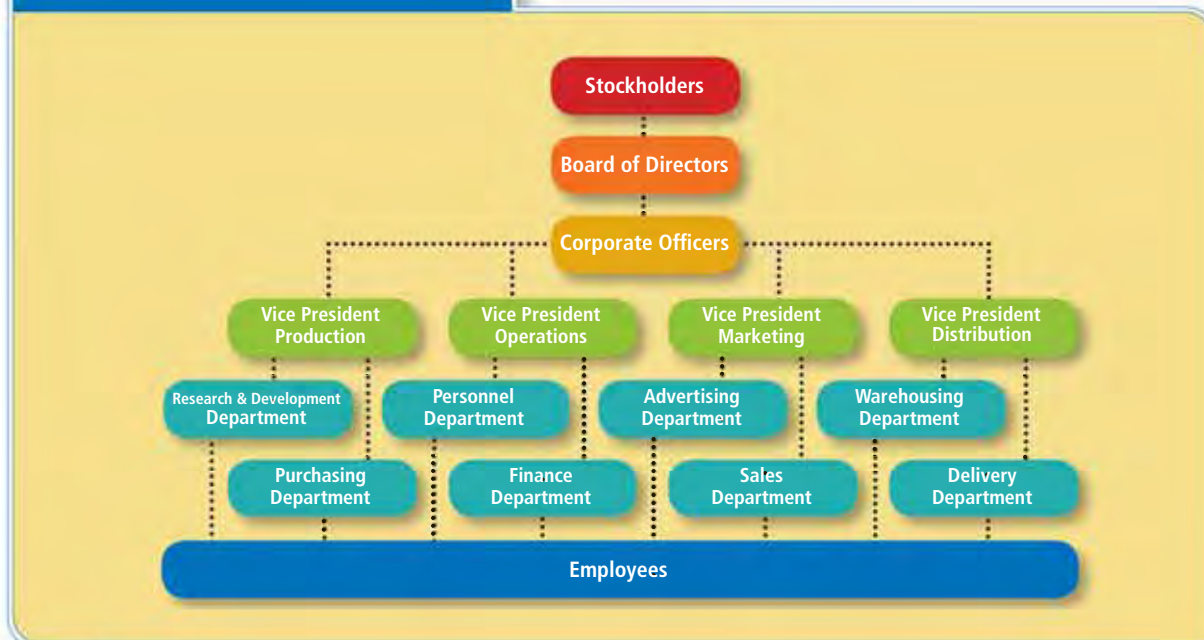 Stockholders
Board of Directors
Corporate Officers
Vice President
Production
Vice President
Operations
Vice President
Marketing
Vice President
Distribution
Research & Development
Department
Personnel
Department
Advertising
Department
Warehousing
Department
Purchasing
Department
Finance
Department
Sales
Department
Delivery
Department
Employees